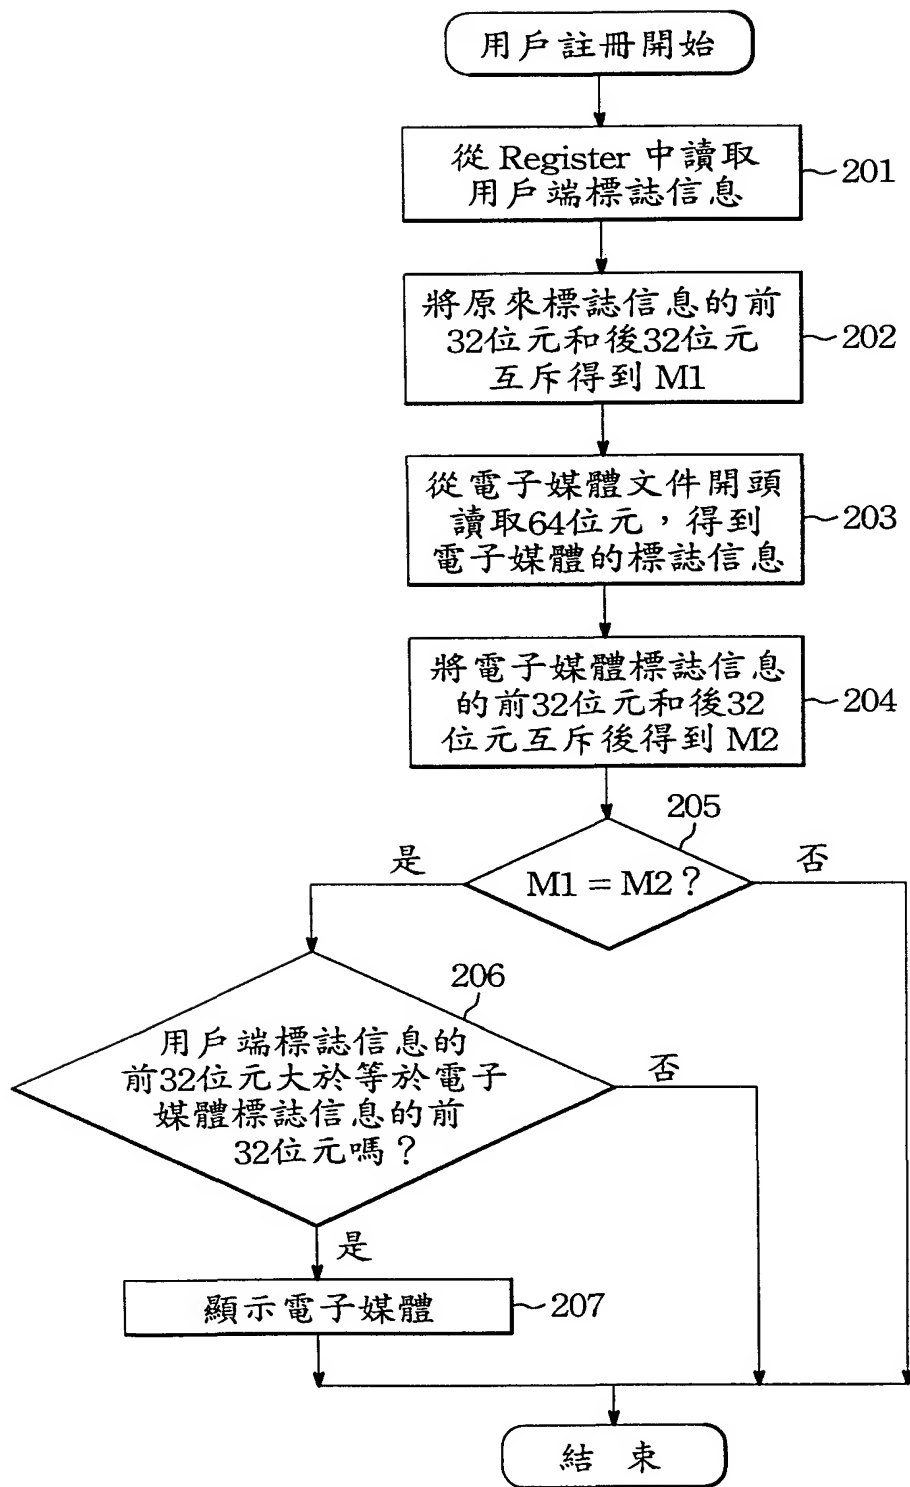 用戶註冊開始
從 Register 中讀取
用戶端標誌信息
201
將原來標誌信息的前
32位元和後32位元
互斥得到 M1
202
從電子媒體文件開頭
讀取64位元，得到
電子媒體的標誌信息
203
將電子媒體標誌信息
的前32位元和後32
位元互斥後得到 M2
204
205
是
M1 = M2？
否
206
用戶端標誌信息的
前32位元大於等於電子
媒體標誌信息的前
32位元嗎？
否
是
顯示電子媒體
207
結 束